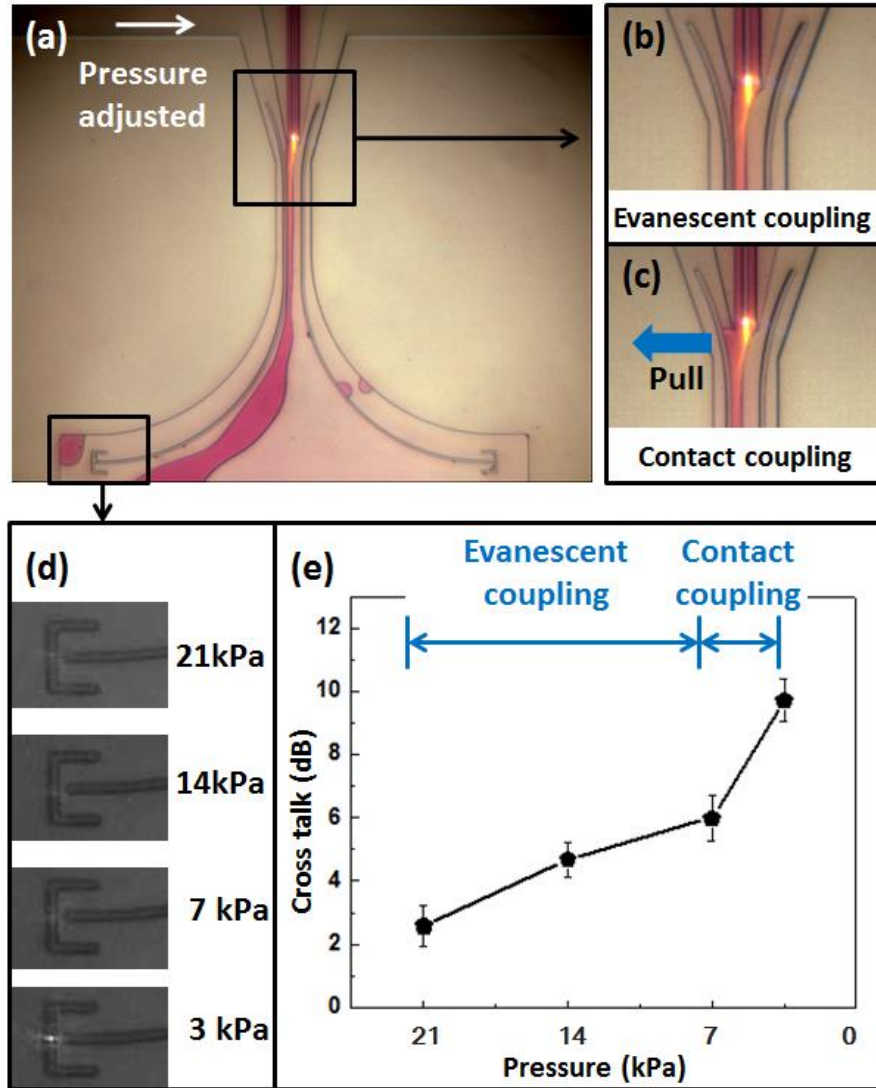 (a)
Pressure
adjusted
(b)
Evanescent coupling
(c)
Pull
Contact coupling
(d)
21kPa
14kPa
7 kPa
3 kPa
(e)
Evanescent
coupling
Contact
coupling
Cross talk (dB)
12
10
8
6
4
2
0
21 14 7 0
Pressure (kPa)